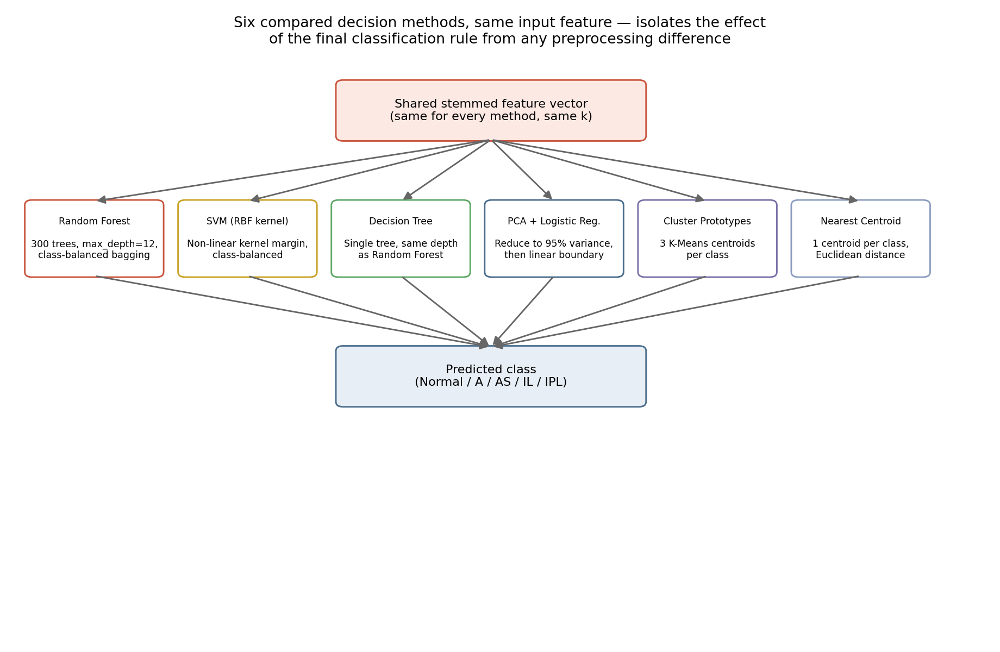 Six compared decision methods, same input feature — isolates the effect
of the final classification rule from any preprocessing difference
Shared stemmed feature vector
(same for every method, same k)
Random Forest
300 trees, max_depth=12,
class-balanced bagging
SVM (RBF kernel)
Non-linear kernel margin,
class-balanced
Decision Tree
Single tree, same depth
as Random Forest
PCA + Logistic Reg.
Reduce to 95% variance,
then linear boundary
Cluster Prototypes
3 K-Means centroids
per class
Nearest Centroid
1 centroid per class,
Euclidean distance
Predicted class
(Normal / A / AS / IL / IPL)